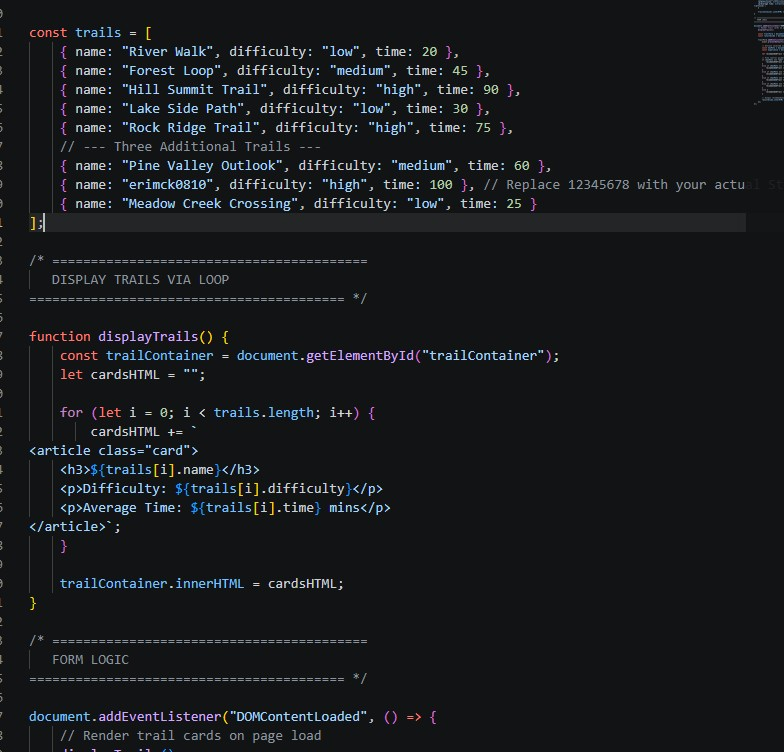 const trails = [
    { name: "River Walk", difficulty: "low", time: 20 },
    { name: "Forest Loop", difficulty: "medium", time: 45 },
    { name: "Hill Summit Trail", difficulty: "high", time: 90 },
    { name: "Lake Side Path", difficulty: "low", time: 30 },
    { name: "Rock Ridge Trail", difficulty: "high", time: 75 },
    // --- Three Additional Trails ---
    { name: "Pine Valley Outlook", difficulty: "medium", time: 60 },
    { name: "erimck0810", difficulty: "high", time: 100 }, // Replace 12345678 with your actual St
    { name: "Meadow Creek Crossing", difficulty: "low", time: 25 }
];
/* =========================================
   DISPLAY TRAILS VIA LOOP
========================================= */
function displayTrails() {
    const trailContainer = document.getElementById("trailContainer");
    let cardsHTML = "";
    for (let i = 0; i < trails.length; i++) {
        cardsHTML += `
<article class="card">
    <h3>${trails[i].name}</h3>
    <p>Difficulty: ${trails[i].difficulty}</p>
    <p>Average Time: ${trails[i].time} mins</p>
</article>`;
    }
    trailContainer.innerHTML = cardsHTML;
}
/* =========================================
   FORM LOGIC
========================================= */
document.addEventListener("DOMContentLoaded", () => {
    // Render trail cards on page load